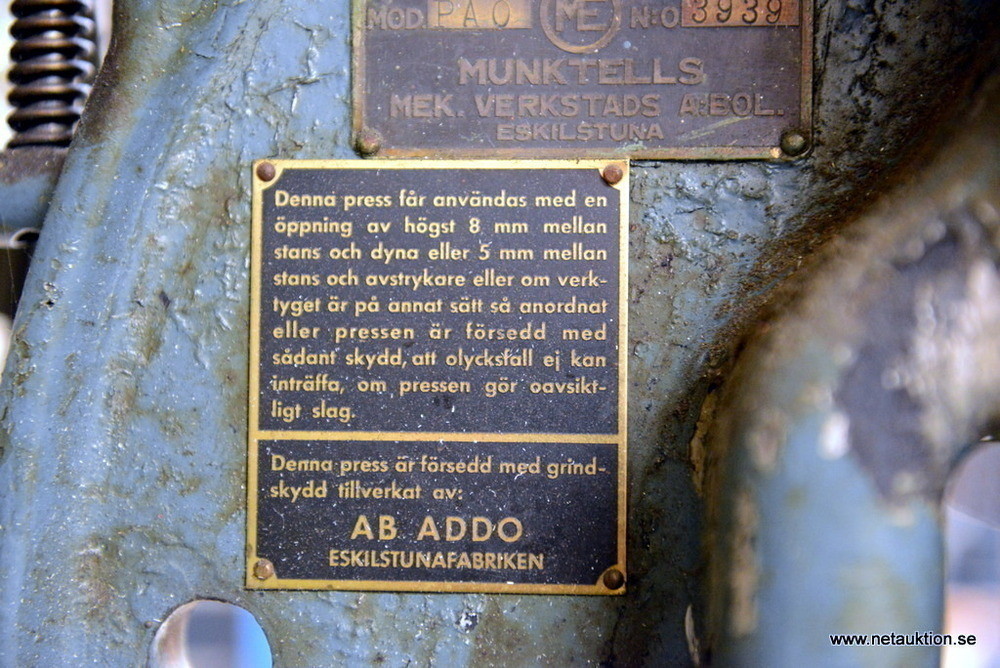 MOD. PAO ME N:O 3939
MUNKTELLS
MEK. VERKSTADS A.BOL.
ESKILSTUNA
Denna press får användas med en
öppning av högst 8 mm mellan
stans och dyna eller 5 mm mellan
stans och avstrykare eller om verk-
tyget är på annat sätt så anordnat
eller pressen är försedd med
sådant skydd, att olycksfall ej kan
inträffa, om pressen gör oavsikt-
ligt slag.
Denna press är försedd med grind-
skydd tillverkat av:
AB ADDO
ESKILSTUNAFABRIKEN
www.netauktion.se